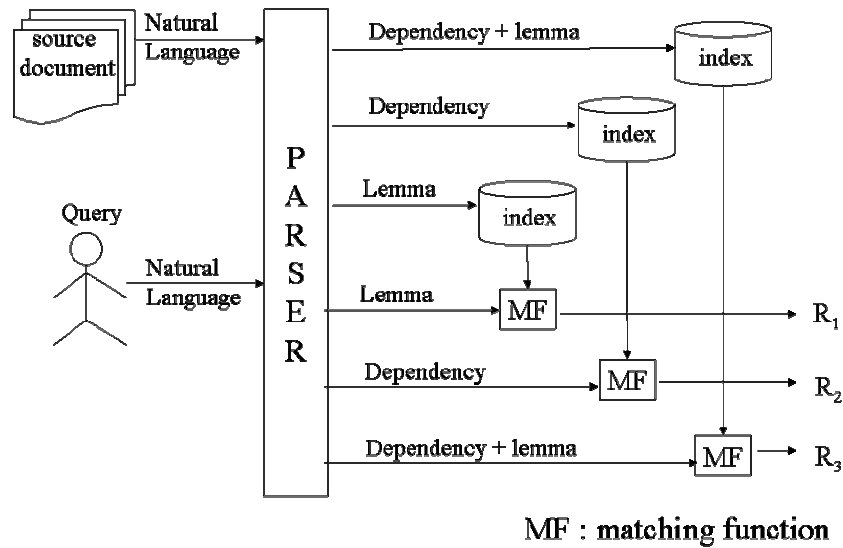 source
document
Natural
Language
Dependency + lemma
index
Dependency
index
Lemma
index
P
A
R
S
E
R
Query
Natural
Language
Lemma
MF
R1
Dependency
MF
R2
Dependency + lemma
MF
R3
MF : matching function